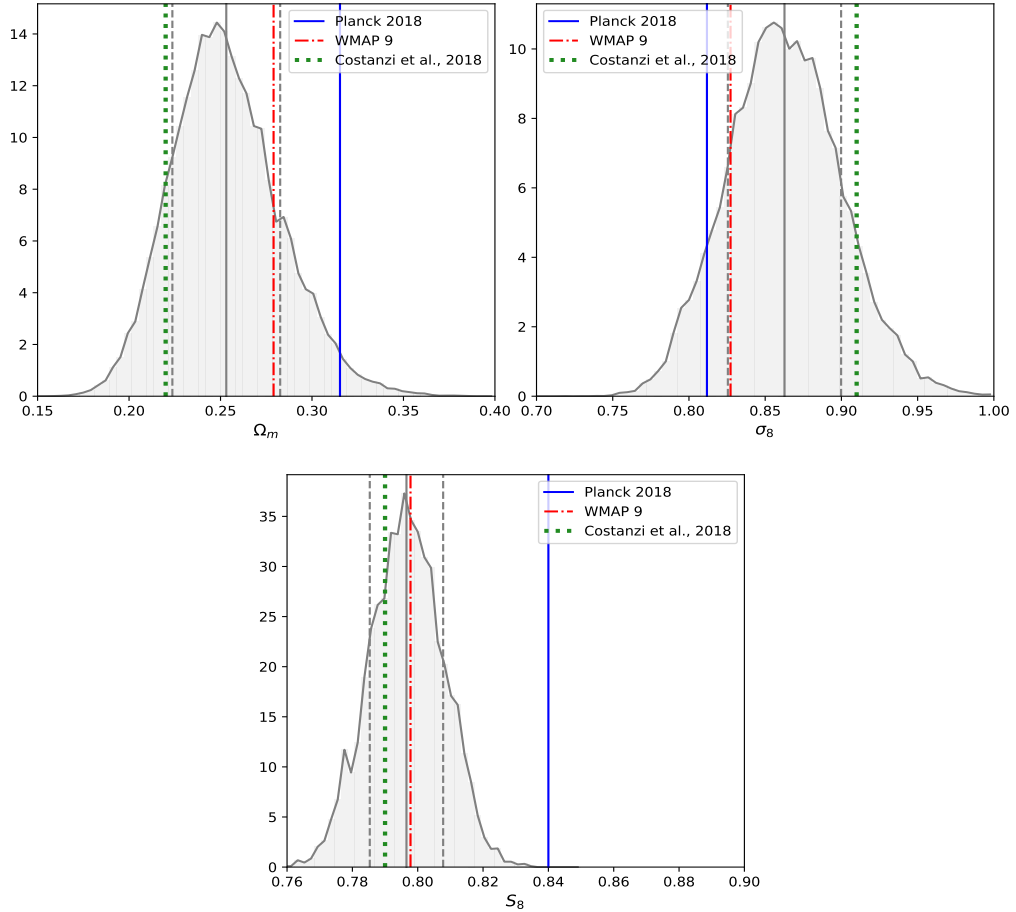 14
12
10
8
6
4
2
0
0.15 0.20 0.25 0.30 0.35 0.40
Ωm
Planck 2018
WMAP 9
Costanzi et al., 2018
10
8
6
4
2
0
0.70 0.75 0.80 0.85 0.90 0.95 1.00
σ8
Planck 2018
WMAP 9
Costanzi et al., 2018
35
30
25
20
15
10
5
0
0.76 0.78 0.80 0.82 0.84 0.86 0.88 0.90
S8
Planck 2018
WMAP 9
Costanzi et al., 2018